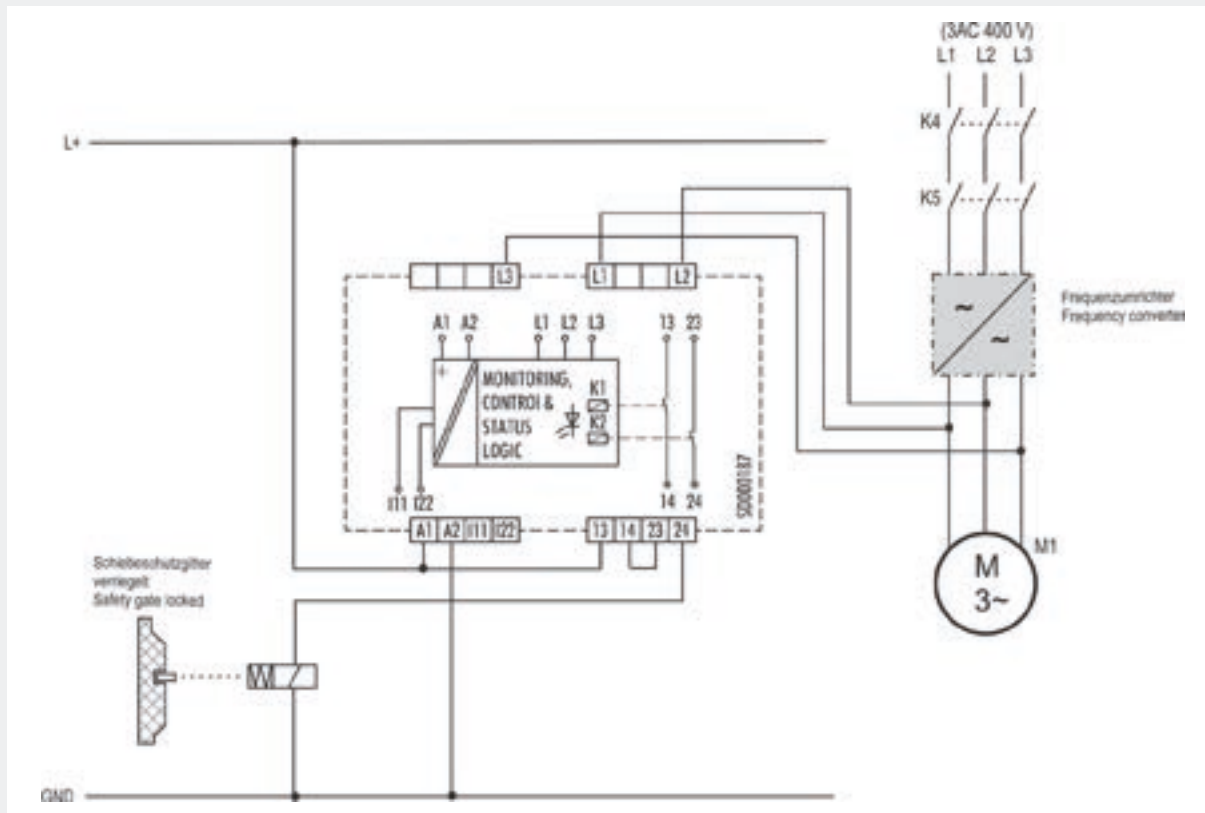 (3AC 400 V)
L1 L2 L3
K4
L+
K5
L3 L1 L2
Frequenzumrichter
Frequency converter
~
~
A1 A2 L1 L2 L3 13 23
+
MONITORING,
CONTROl &
STATUS
LOGIC
K1
K2
I11 I22 14 24
SD000187
A1 A2 I11 I22 13 14 23 24
M1
M
3~
Schiebeschutzgitter
verriegelt
Safety gate locked
GND